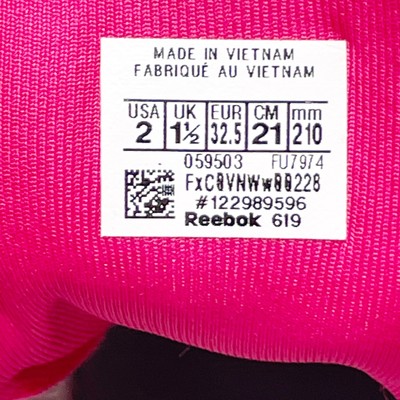 MADE IN VIETNAM
FABRIQUÉ AU VIETNAM
USA UK EUR CM mm
2 1½ 32.5 21 210
059503 FU7974
#122989596
Reebok 619